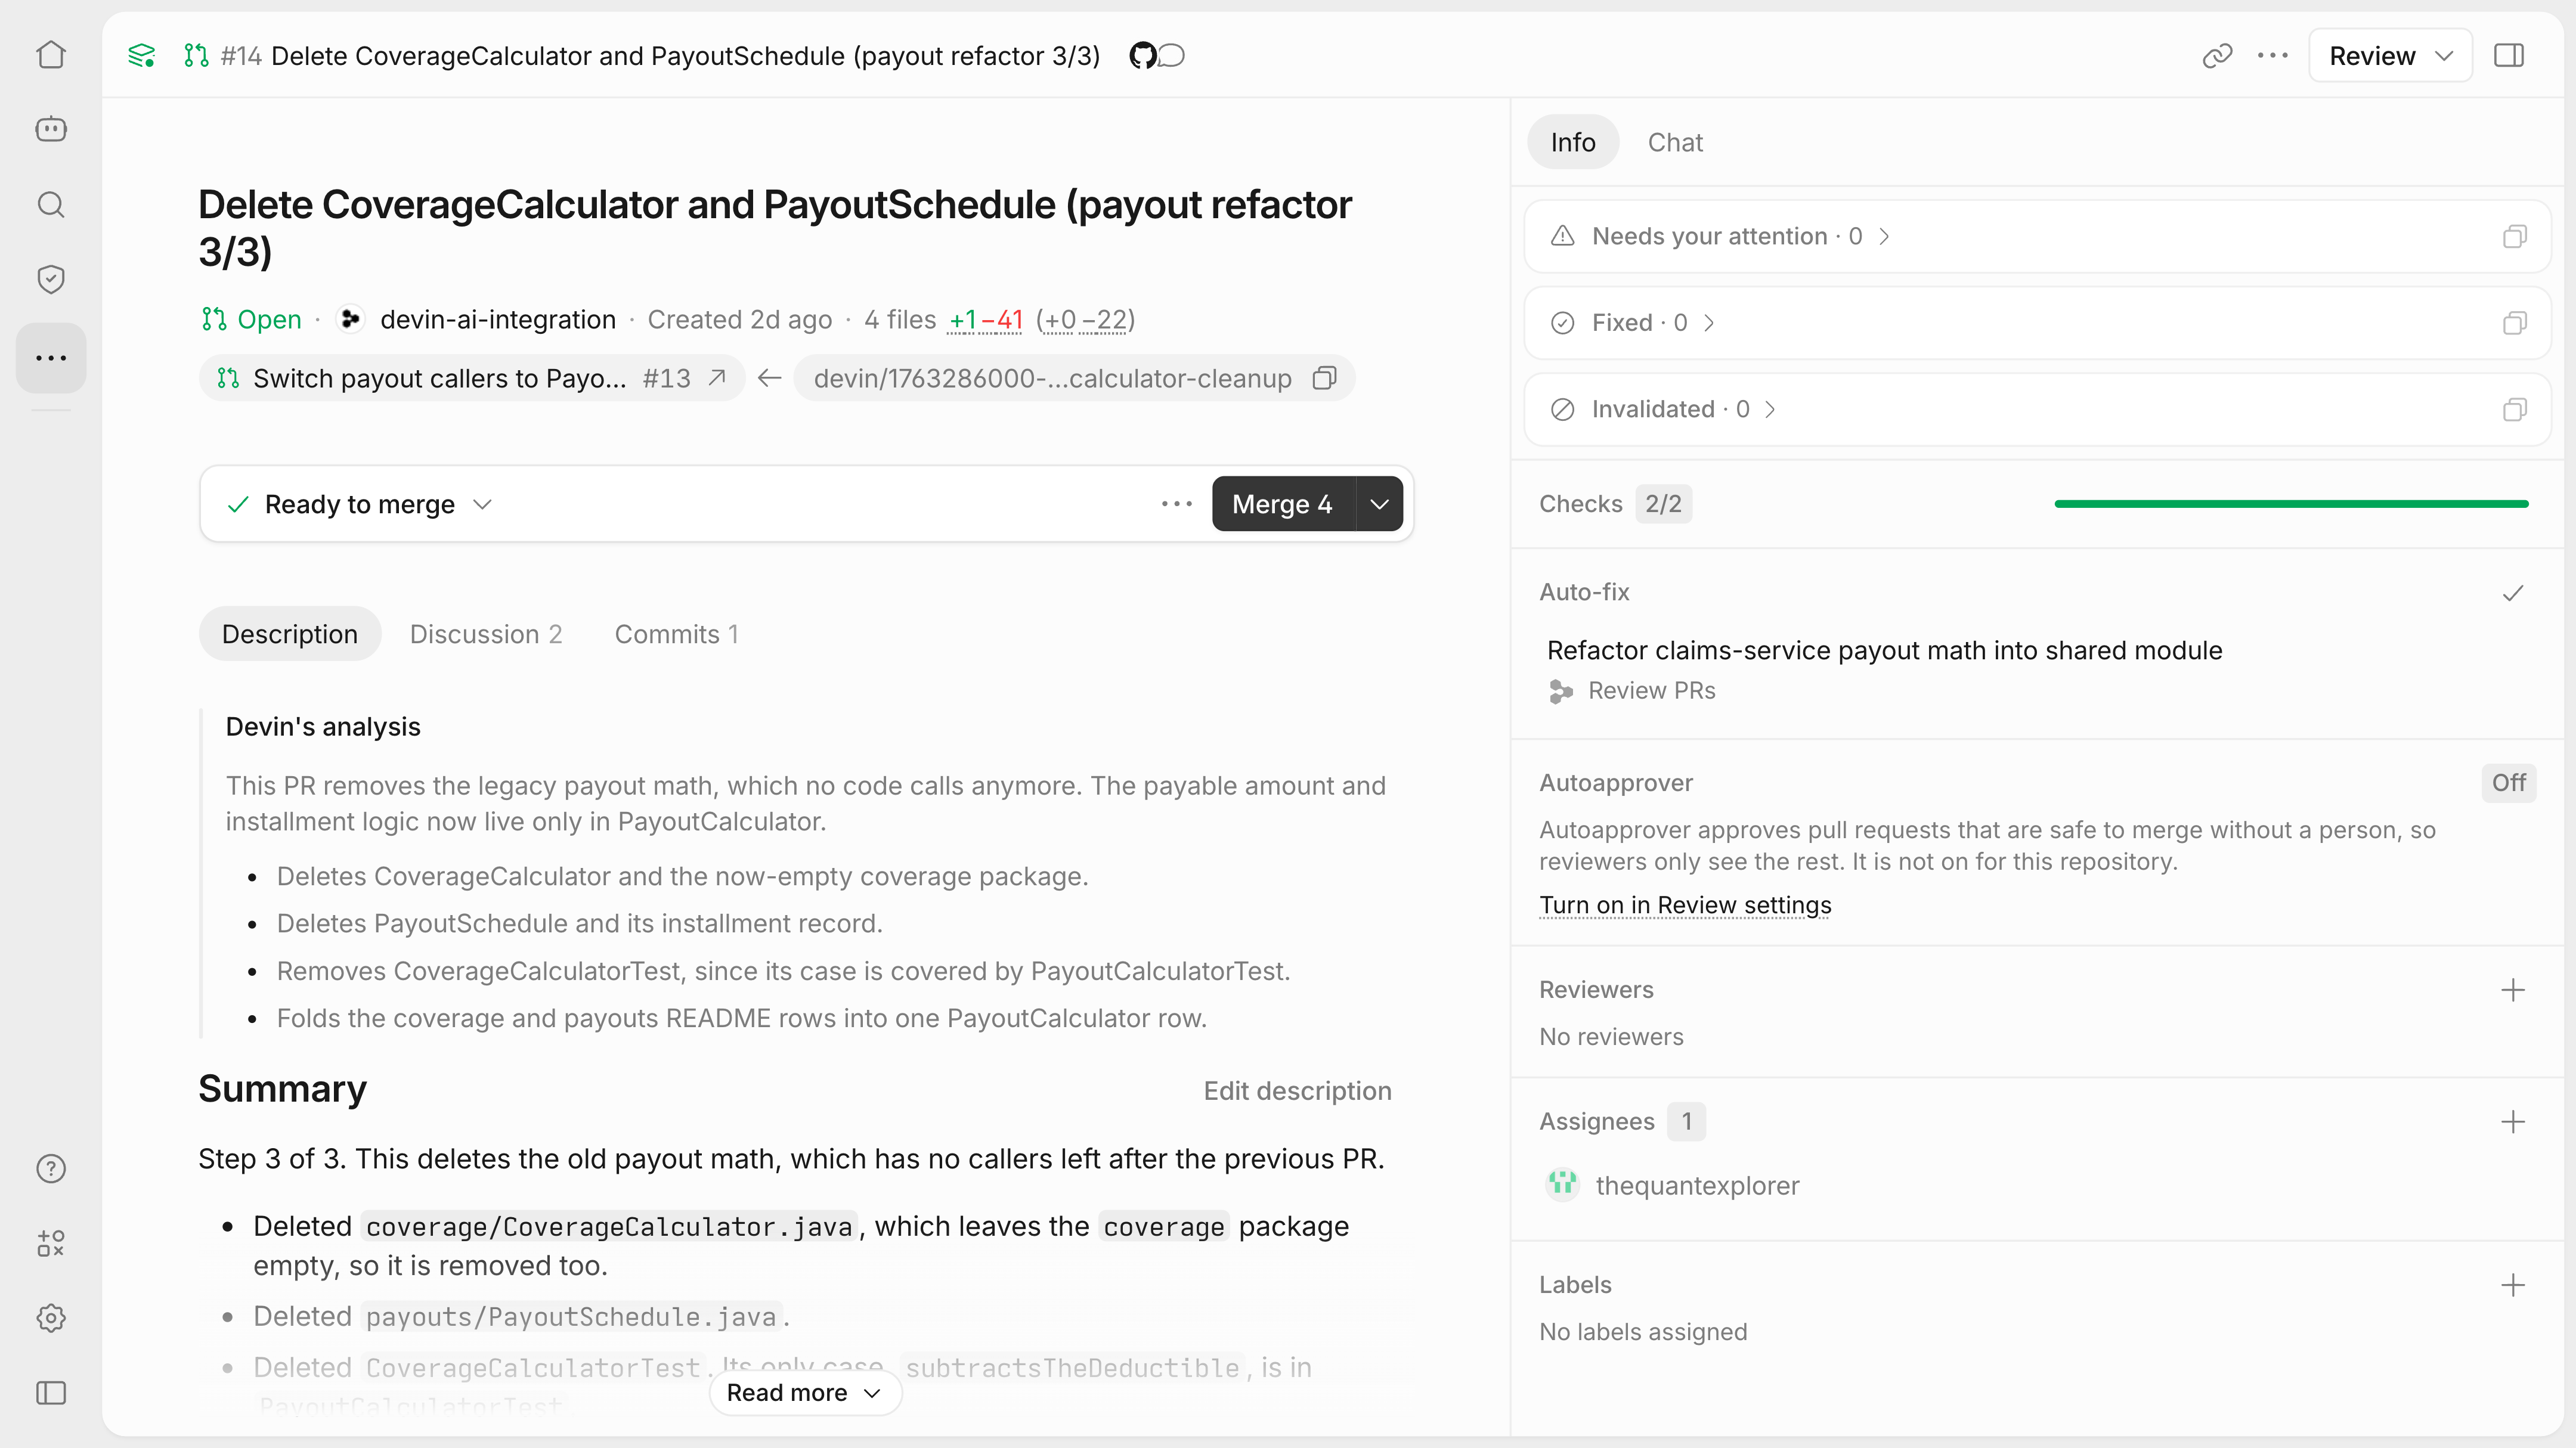 #14 Delete CoverageCalculator and PayoutSchedule (payout refactor 3/3)
Review
Delete CoverageCalculator and PayoutSchedule (payout refactor
3/3)
Open · devin-ai-integration · Created 2d ago · 4 files +1 −41 (+0 −22)
Switch payout callers to Payo... #13 devin/1763286000-...calculator-cleanup
Ready to merge
Merge 4
Description Discussion 2 Commits 1
Devin's analysis
This PR removes the legacy payout math, which no code calls anymore. The payable amount and
installment logic now live only in PayoutCalculator.
• Deletes CoverageCalculator and the now-empty coverage package.
• Deletes PayoutSchedule and its installment record.
• Removes CoverageCalculatorTest, since its case is covered by PayoutCalculatorTest.
• Folds the coverage and payouts README rows into one PayoutCalculator row.
Summary
Edit description
Step 3 of 3. This deletes the old payout math, which has no callers left after the previous PR.
• Deleted coverage/CoverageCalculator.java, which leaves the coverage package
empty, so it is removed too.
• Deleted payouts/PayoutSchedule.java.
• Deleted CoverageCalculatorTest. Its only case, subtractsTheDeductible, is in
PayoutCalculatorTest
Read more
Info Chat
Needs your attention · 0
Fixed · 0
Invalidated · 0
Checks 2/2
Auto-fix
Refactor claims-service payout math into shared module
Review PRs
Autoapprover Off
Autoapprover approves pull requests that are safe to merge without a person, so
reviewers only see the rest. It is not on for this repository.
Turn on in Review settings
Reviewers
No reviewers
Assignees 1
thequantexplorer
Labels
No labels assigned